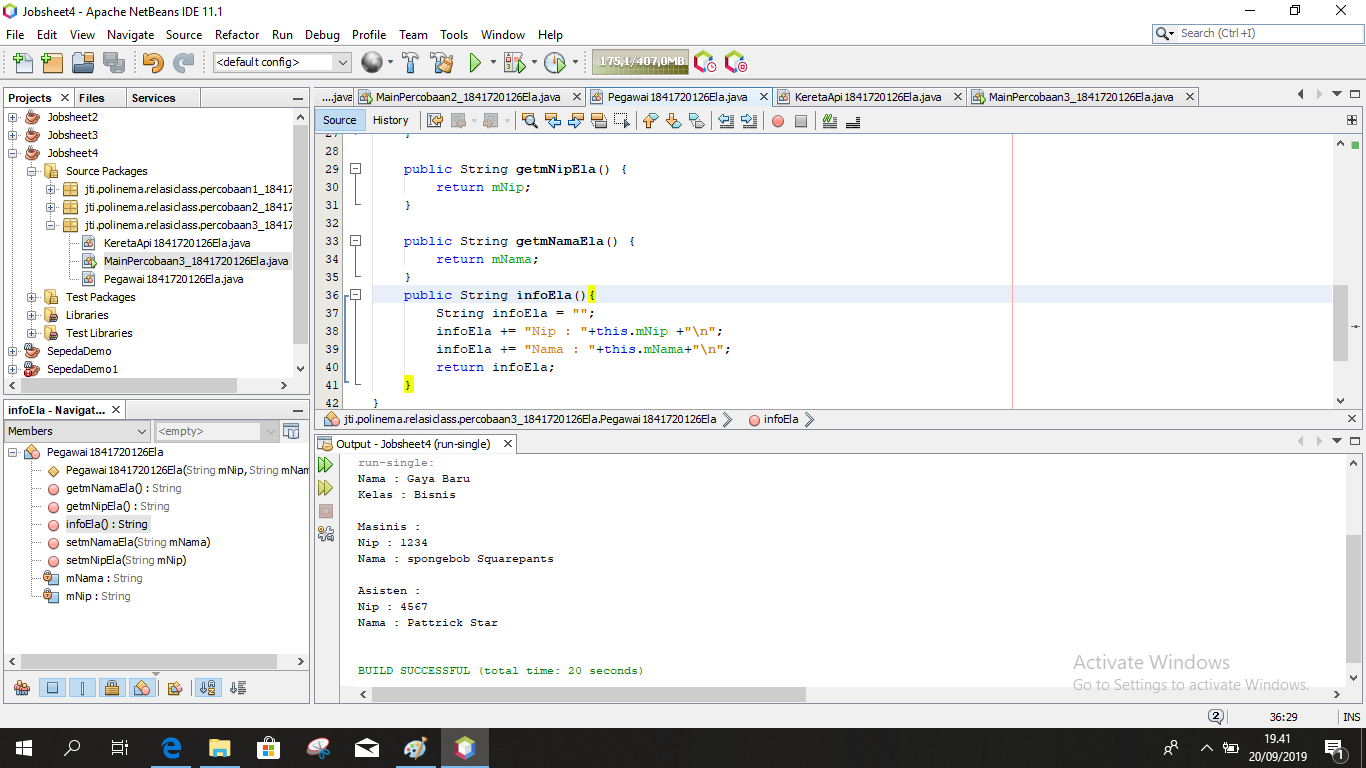 Jobsheet4 - Apache NetBeans IDE 11.1
File Edit View Navigate Source Refactor Run Debug Profile Team Tools Window Help
Search (Ctrl+I)
<default config>
175,1/407,0MB
Projects Files Services
Jobsheet2
Jobsheet3
Jobsheet4
Source Packages
jti.polinema.relasiclass.percobaan1_18417
jti.polinema.relasiclass.percobaan2_18417
jti.polinema.relasiclass.percobaan3_18417
KeretaApi1841720126Ela.java
MainPercobaan3_1841720126Ela.java
Pegawai1841720126Ela.java
Test Packages
Libraries
Test Libraries
SepedaDemo
SepedaDemo1
infoEla - Navigat...
Members
<empty>
Pegawai1841720126Ela
Pegawai1841720126Ela(String mNip, String mNam
getmNamaEla() : String
getmNipEla() : String
infoEla() : String
setmNamaEla(String mNama)
setmNipEla(String mNip)
mNama : String
mNip : String
....java MainPercobaan2_1841720126Ela.java Pegawai1841720126Ela.java KeretaApi1841720126Ela.java MainPercobaan3_1841720126Ela.java
Source History
27 }
28
29 public String getmNipEla() {
30 return mNip;
31 }
32
33 public String getmNamaEla() {
34 return mNama;
35 }
36 public String infoEla(){
37 String infoEla = "";
38 infoEla += "Nip : "+this.mNip +"\n";
39 infoEla += "Nama : "+this.mNama+"\n";
40 return infoEla;
41 }
42 }
jti.polinema.relasiclass.percobaan3_1841720126Ela.Pegawai1841720126Ela infoEla
Output - Jobsheet4 (run-single)
run-single:
Nama : Gaya Baru
Kelas : Bisnis
Masinis :
Nip : 1234
Nama : spongebob Squarepants
Asisten :
Nip : 4567
Nama : Pattrick Star
BUILD SUCCESSFUL (total time: 20 seconds)
Activate Windows
Go to Settings to activate Windows.
2 36:29 INS
19.41
20/09/2019
1